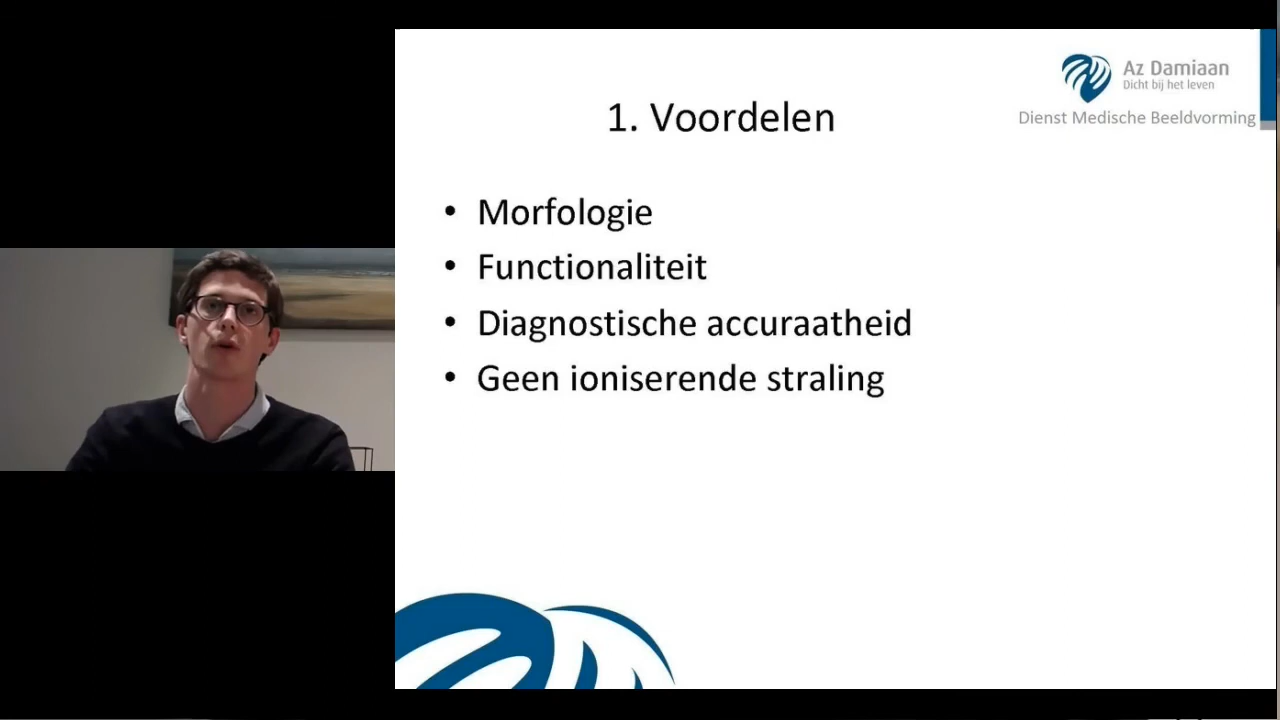 Az Damiaan
Dicht bij het leven
Dienst Medische Beeldvorming
1. Voordelen
• Morfologie
• Functionaliteit
• Diagnostische accuraatheid
• Geen ioniserende straling